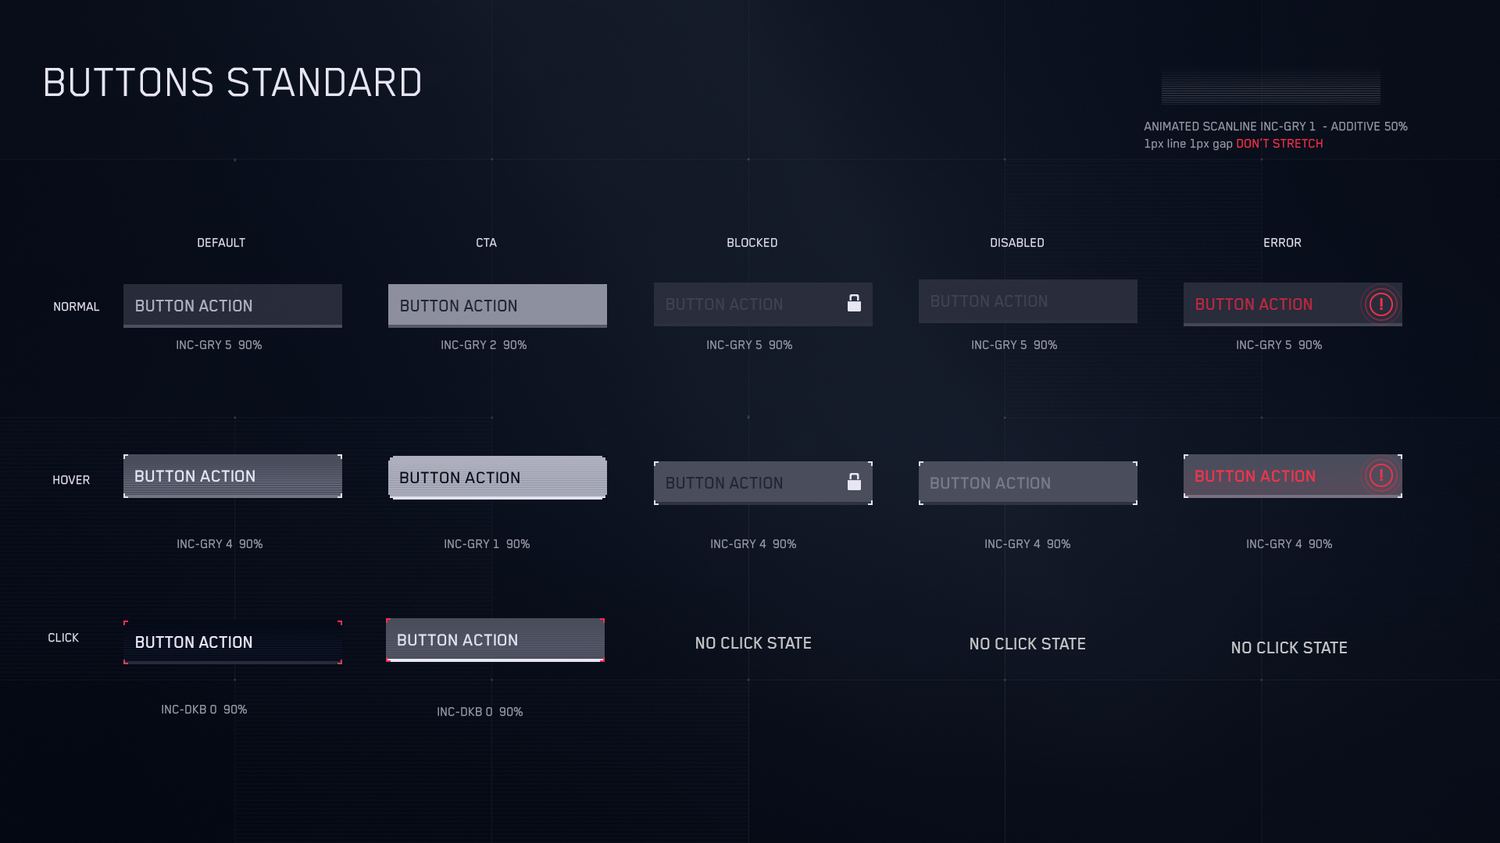 BUTTONS STANDARD
ANIMATED SCANLINE INC-GRY 1 - ADDITIVE 50%
1px line 1px gap DON'T STRETCH
DEFAULT
CTA
BLOCKED
DISABLED
ERROR
NORMAL
BUTTON ACTION
BUTTON ACTION
BUTTON ACTION
BUTTON ACTION
BUTTON ACTION
!
INC-GRY 5 90%
INC-GRY 2 90%
INC-GRY 5 90%
INC-GRY 5 90%
INC-GRY 5 90%
HOVER
BUTTON ACTION
BUTTON ACTION
BUTTON ACTION
BUTTON ACTION
BUTTON ACTION
!
INC-GRY 4 90%
INC-GRY 1 90%
INC-GRY 4 90%
INC-GRY 4 90%
INC-GRY 4 90%
CLICK
BUTTON ACTION
BUTTON ACTION
NO CLICK STATE
NO CLICK STATE
NO CLICK STATE
INC-DKB 0 90%
INC-DKB 0 90%